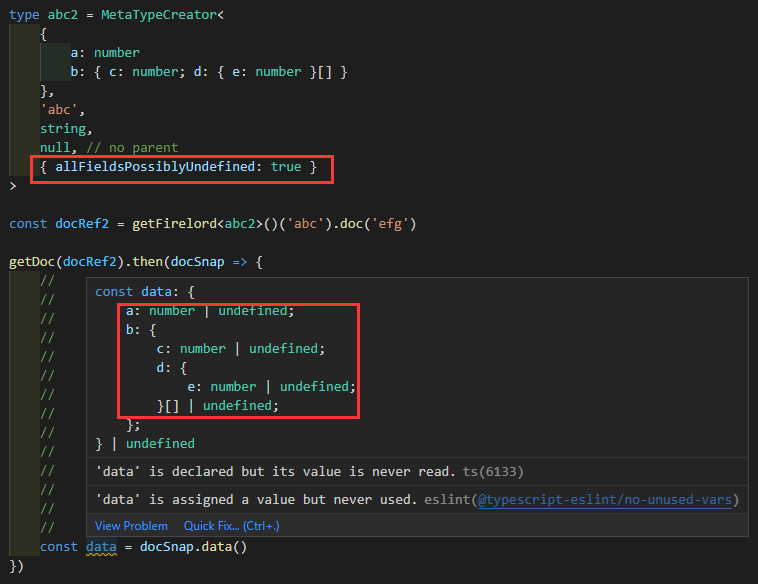 type abc2 = MetaTypeCreator<
{
a: number
b: { c: number; d: { e: number }[] }
},
'abc',
string,
null, // no parent
{ allFieldsPossiblyUndefined: true }
>
const docRef2 = getFirelord<abc2>()('abc').doc('efg')
getDoc(docRef2).then(docSnap => {
//
//
const data: {
//
a: number | undefined;
//
b: {
//
c: number | undefined;
//
d: {
//
e: number | undefined;
//
}[] | undefined;
//
};
//
} | undefined
//
'data' is declared but its value is never read. ts(6133)
//
//
'data' is assigned a value but never used. eslint(@typescript-eslint/no-unused-vars)
//
View Problem Quick Fix... (Ctrl+.)
const data = docSnap.data()
})